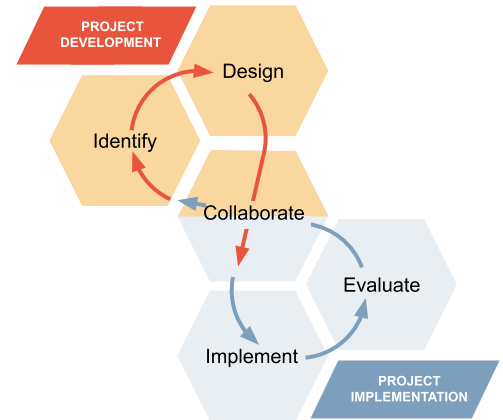 PROJECT
DEVELOPMENT
Design
Identify
Collaborate
Evaluate
Implement
PROJECT
IMPLEMENTATION